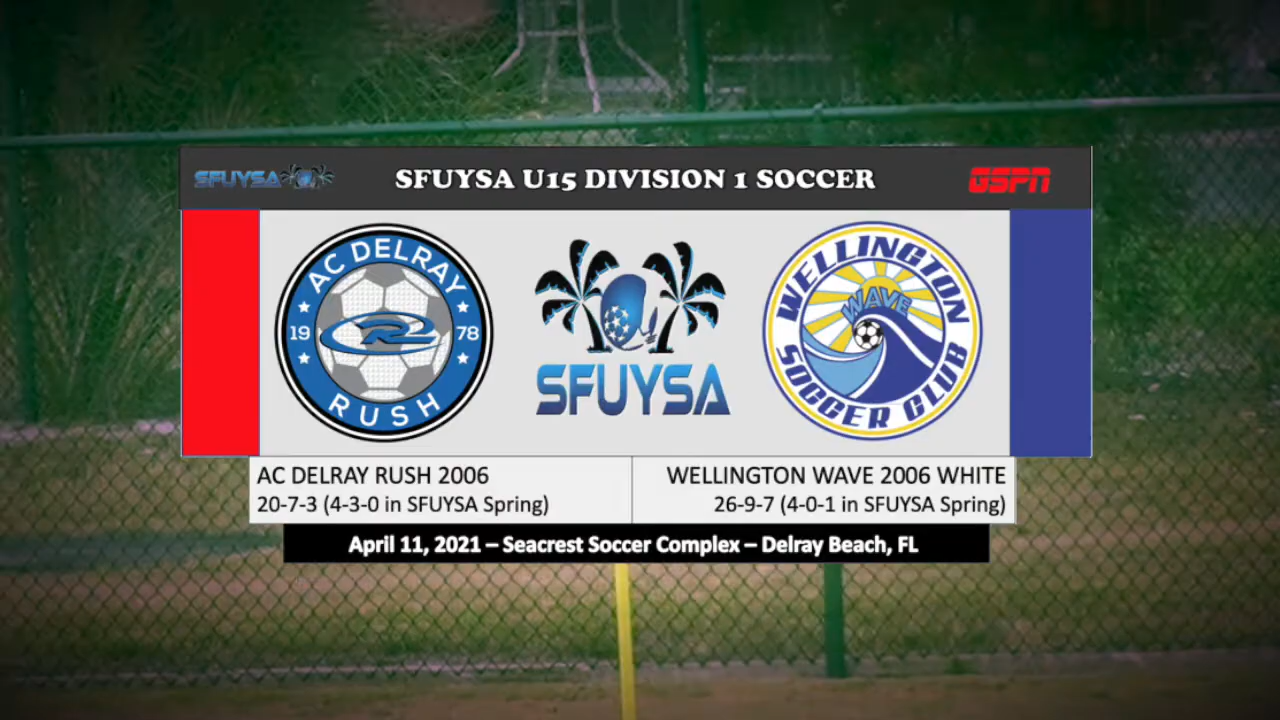 SFUYSA
SFUYSA U15 DIVISION 1 SOCCER
GSPN
AC DELRAY
19 78
RUSH
SFUYSA
WELLINGTON
WAVE
SOCCER CLUB
AC DELRAY RUSH 2006
20-7-3 (4-3-0 in SFUYSA Spring)
WELLINGTON WAVE 2006 WHITE
26-9-7 (4-0-1 in SFUYSA Spring)
April 11, 2021 – Seacrest Soccer Complex – Delray Beach, FL